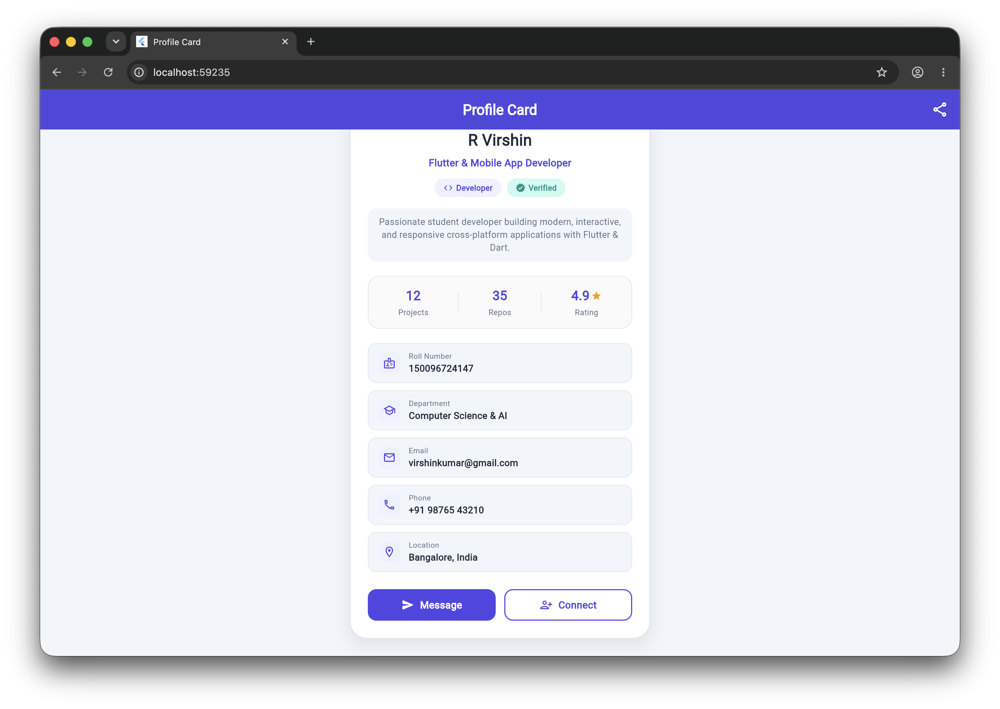 Profile Card
localhost:59235
Profile Card
R Virshin
Flutter & Mobile App Developer
Developer
Verified
Passionate student developer building modern, interactive,
and responsive cross-platform applications with Flutter &
Dart.
12
Projects
35
Repos
4.9
Rating
Roll Number
150096724147
Department
Computer Science & AI
Email
virshinkumar@gmail.com
Phone
+91 98765 43210
Location
Bangalore, India
Message
Connect